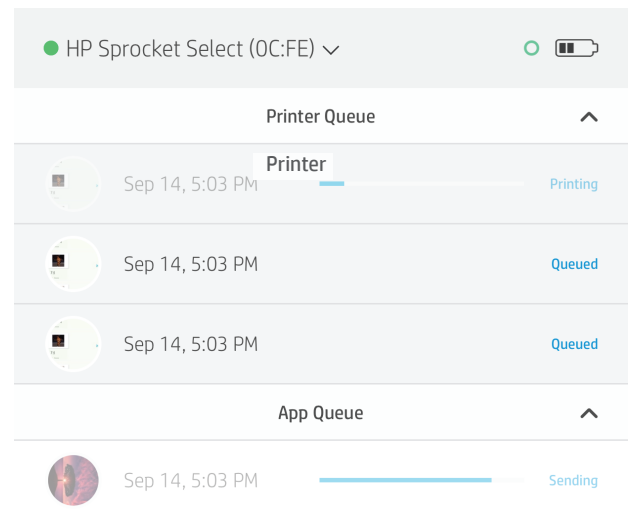 HP Sprocket Select (0C:FE)
Printer Queue
Printer
Sep 14, 5:03 PM Printing
Sep 14, 5:03 PM Queued
Sep 14, 5:03 PM Queued
App Queue
Sep 14, 5:03 PM Sending